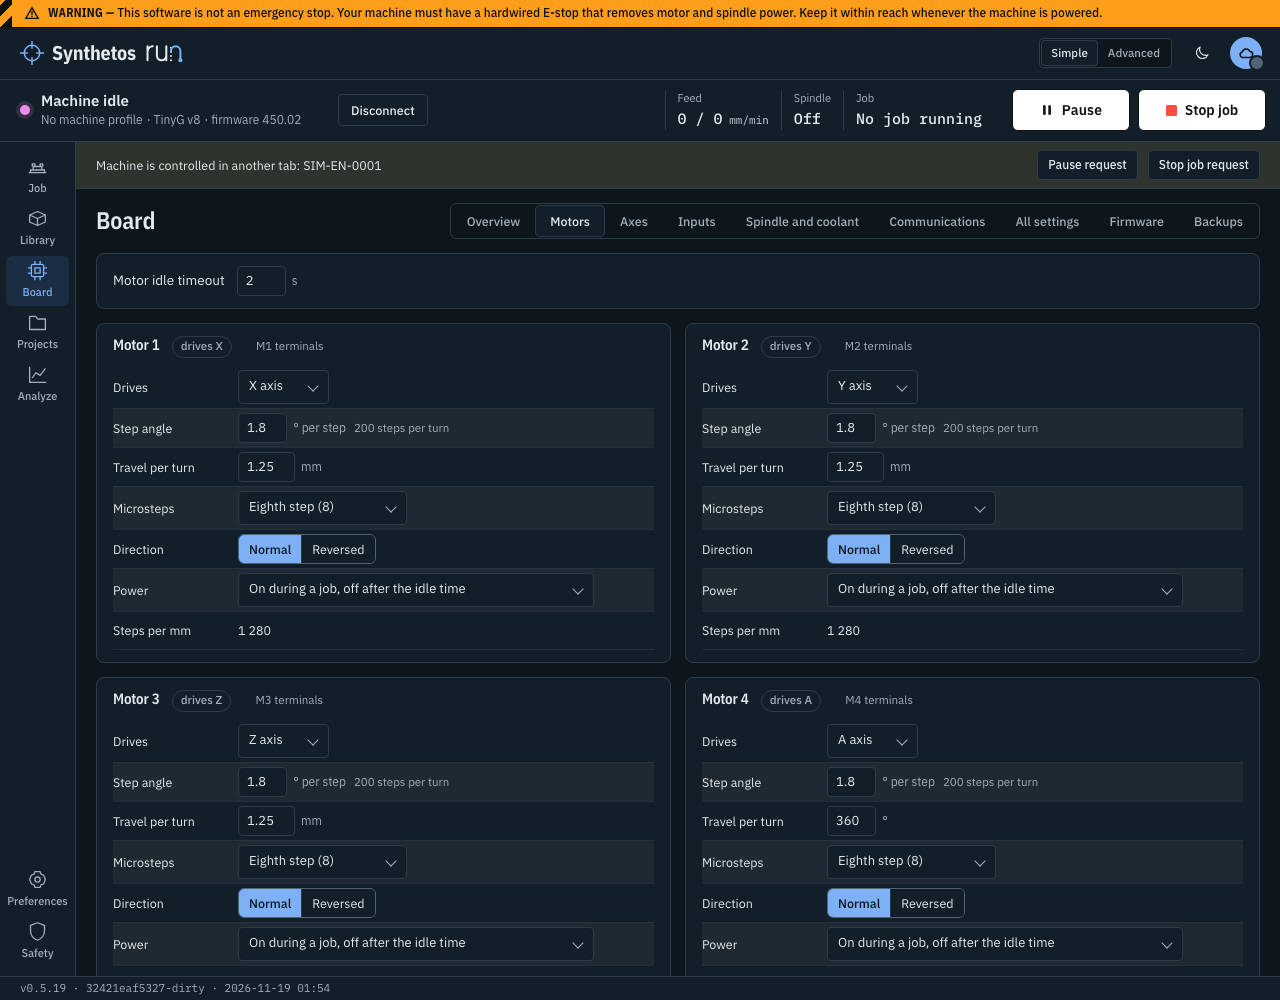 WARNING — This software is not an emergency stop. Your machine must have a hardwired E-stop that removes motor and spindle power. Keep it within reach whenever the machine is powered.
Synthetos run
Simple Advanced
Machine idle
No machine profile · TinyG v8 · firmware 450.02
Disconnect
Feed
0 / 0 mm/min
Spindle
Off
Job
No job running
Pause
Stop job
Job
Library
Board
Projects
Analyze
Preferences
Safety
Machine is controlled in another tab: SIM-EN-0001
Pause request
Stop job request
Board
Overview Motors Axes Inputs Spindle and coolant Communications All settings Firmware Backups
Motor idle timeout 2 s
Motor 1 drives X M1 terminals
Drives X axis
Step angle 1.8 ° per step 200 steps per turn
Travel per turn 1.25 mm
Microsteps Eighth step (8)
Direction Normal Reversed
Power On during a job, off after the idle time
Steps per mm 1 280
Motor 2 drives Y M2 terminals
Drives Y axis
Step angle 1.8 ° per step 200 steps per turn
Travel per turn 1.25 mm
Microsteps Eighth step (8)
Direction Normal Reversed
Power On during a job, off after the idle time
Steps per mm 1 280
Motor 3 drives Z M3 terminals
Drives Z axis
Step angle 1.8 ° per step 200 steps per turn
Travel per turn 1.25 mm
Microsteps Eighth step (8)
Direction Normal Reversed
Power On during a job, off after the idle time
Motor 4 drives A M4 terminals
Drives A axis
Step angle 1.8 ° per step 200 steps per turn
Travel per turn 360 °
Microsteps Eighth step (8)
Direction Normal Reversed
Power On during a job, off after the idle time
v0.5.19 · 32421eaf5327-dirty · 2026-11-19 01:54